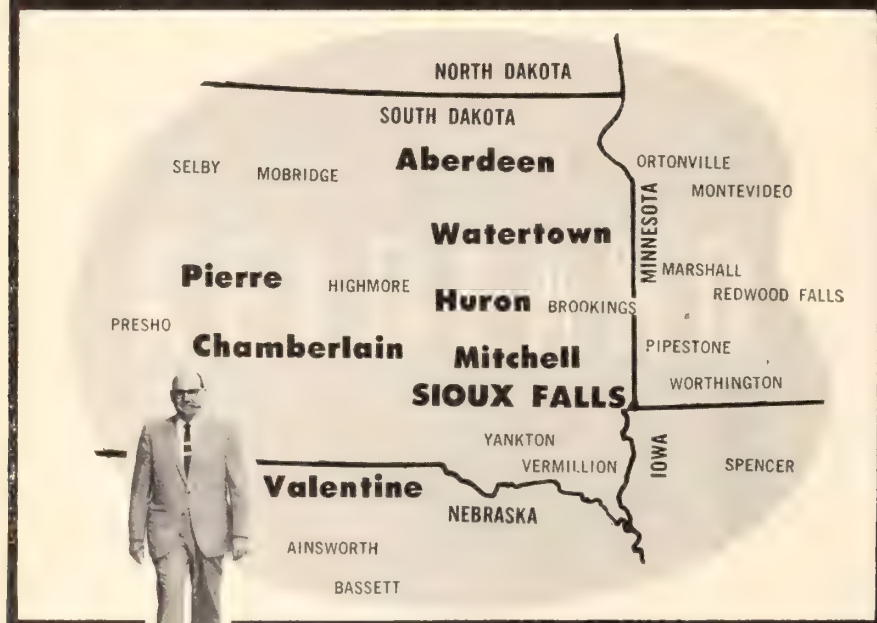 NORTH DAKOTA
SOUTH DAKOTA
Aberdeen
SELBY
MOBRIDGE
ORTONVILLE
MONTEVIDEO
MINNESOTA
Watertown
Pierre
HIGHMORE
MARSHALL
REDWOOD FALLS
Huron
BROOKINGS
PRESHO
Chamberlain
Mitchell
PIPESTONE
SIOUX FALLS
WORTHINGTON
YANKTON
VERMILLION
IOWA
SPENCER
Valentine
NEBRASKA
AINSWORTH
BASSETT